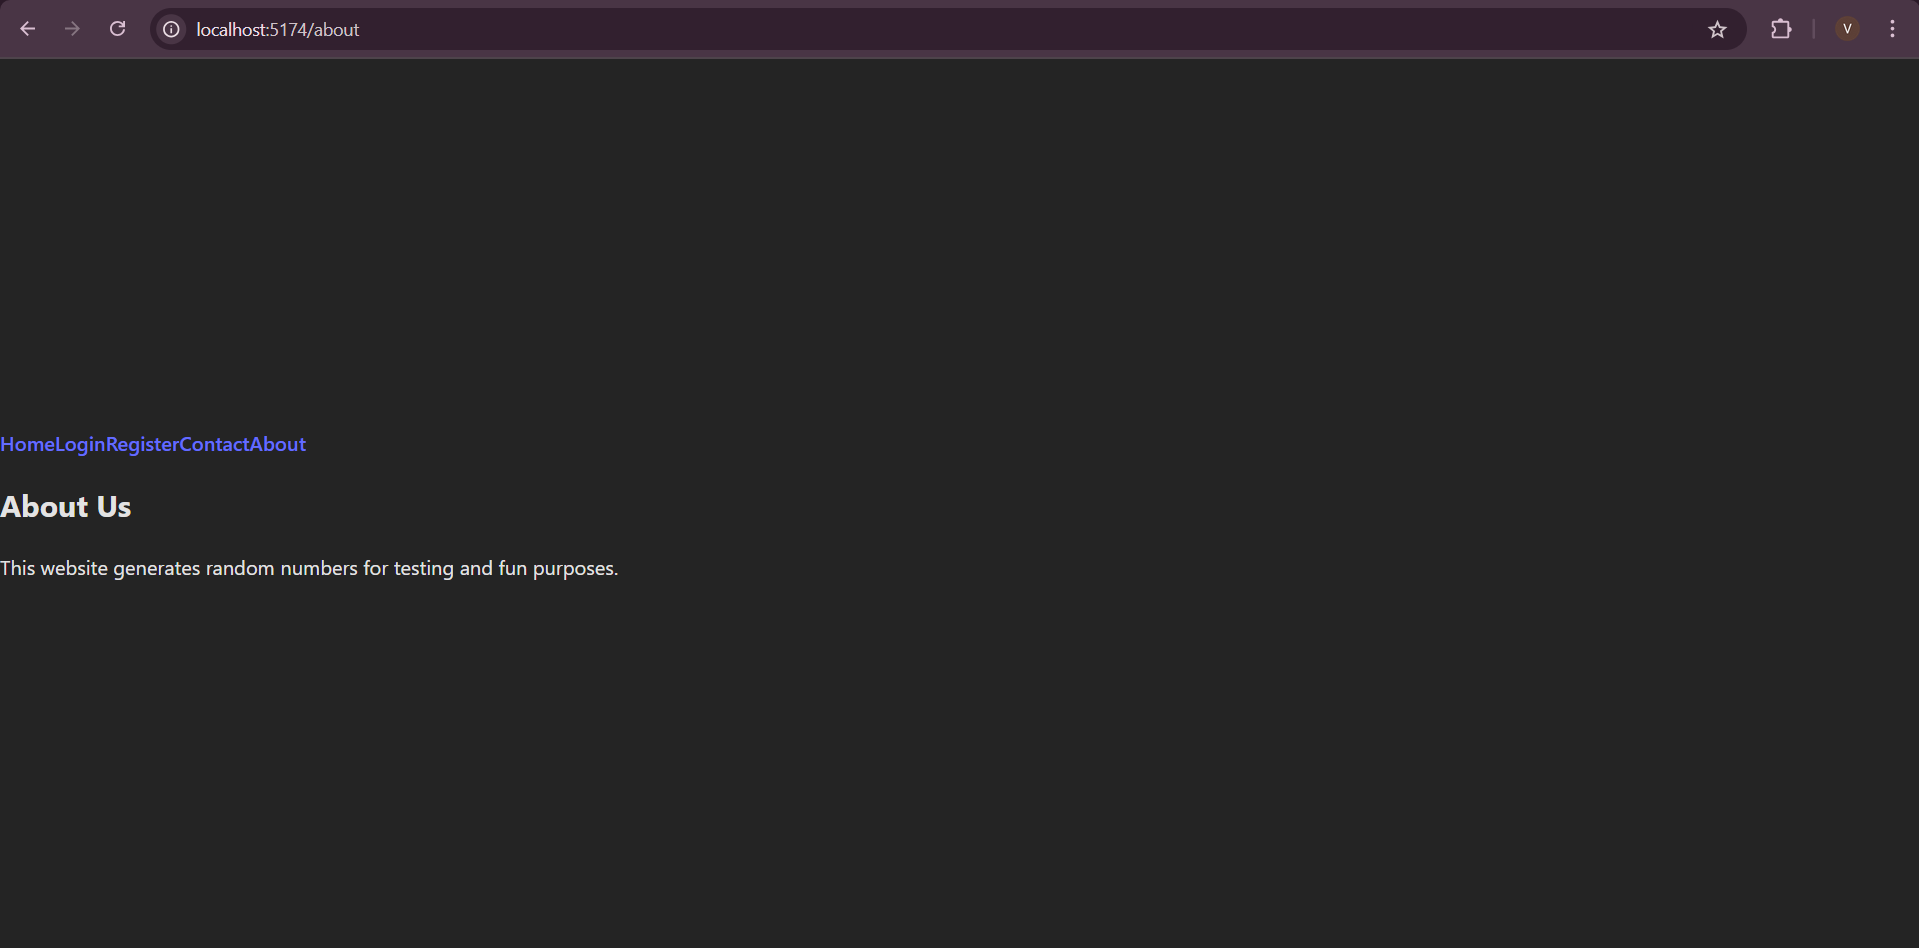 localhost:5174/about
V
HomeLoginRegisterContactAbout
About Us
This website generates random numbers for testing and fun purposes.